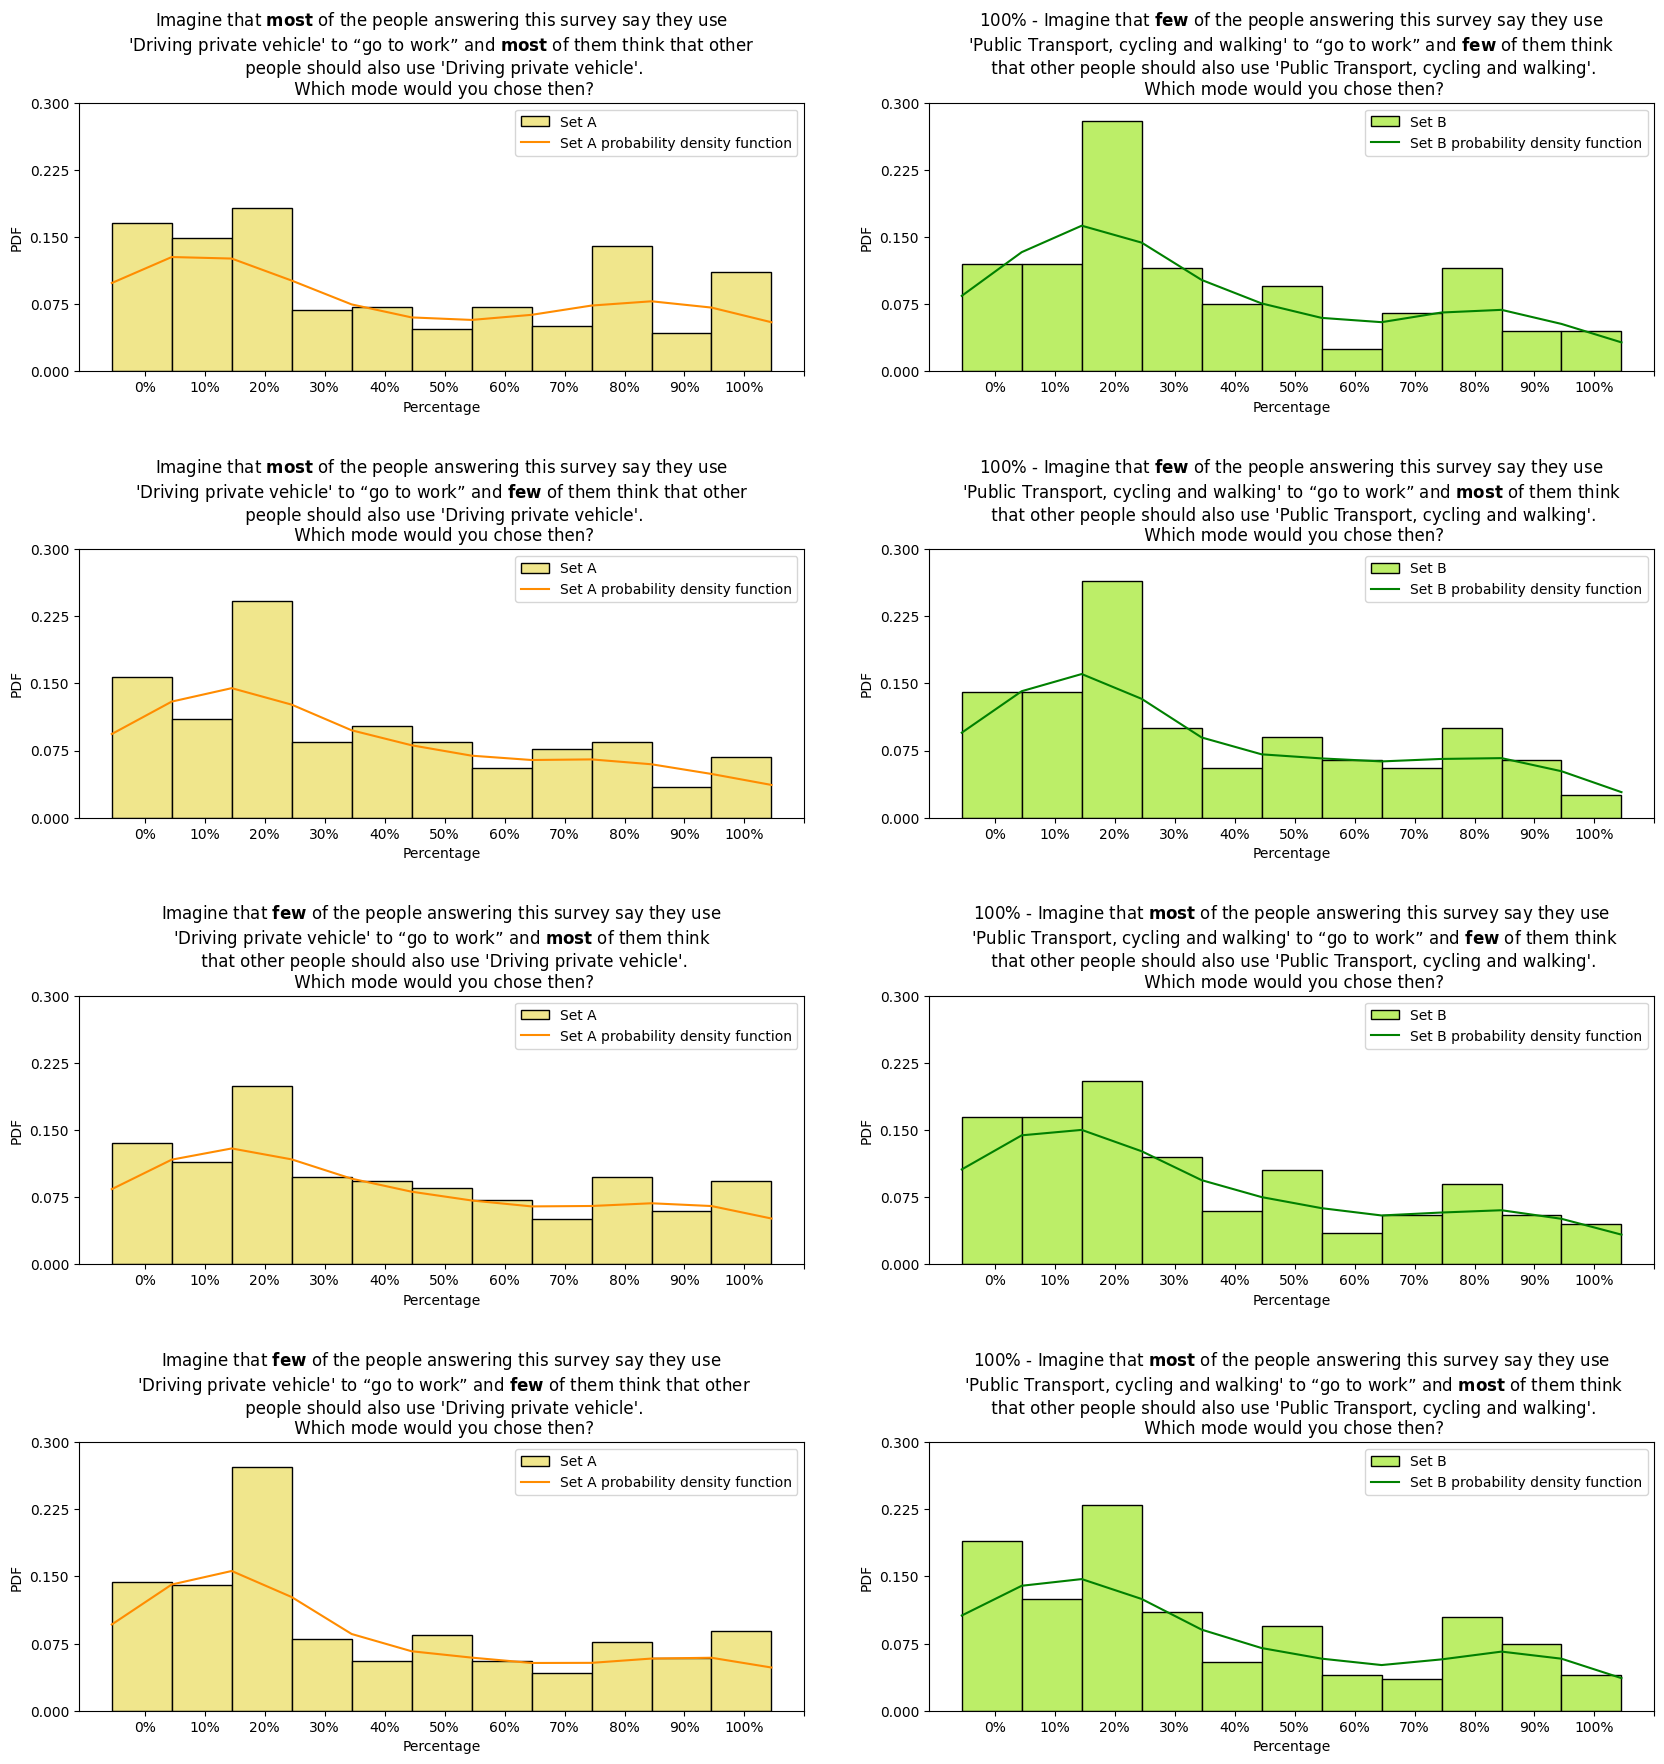 Imagine that most of the people answering this survey say they use
'Driving private vehicle' to “go to work” and most of them think that other
people should also use 'Driving private vehicle'.
Which mode would you chose then?
0.300
0.225
0.150
0.075
0.000
PDF
Set A
Set A probability density function
0% 10% 20% 30% 40% 50% 60% 70% 80% 90% 100%
Percentage
100% - Imagine that few of the people answering this survey say they use
'Public Transport, cycling and walking' to “go to work” and few of them think
that other people should also use 'Public Transport, cycling and walking'.
Which mode would you chose then?
0.300
0.225
0.150
0.075
0.000
PDF
Set B
Set B probability density function
0% 10% 20% 30% 40% 50% 60% 70% 80% 90% 100%
Percentage
Imagine that most of the people answering this survey say they use
'Driving private vehicle' to “go to work” and few of them think that other
people should also use 'Driving private vehicle'.
Which mode would you chose then?
0.300
0.225
0.150
0.075
0.000
PDF
Set A
Set A probability density function
0% 10% 20% 30% 40% 50% 60% 70% 80% 90% 100%
Percentage
100% - Imagine that few of the people answering this survey say they use
'Public Transport, cycling and walking' to “go to work” and most of them think
that other people should also use 'Public Transport, cycling and walking'.
Which mode would you chose then?
0.300
0.225
0.150
0.075
0.000
PDF
Set B
Set B probability density function
0% 10% 20% 30% 40% 50% 60% 70% 80% 90% 100%
Percentage
Imagine that few of the people answering this survey say they use
'Driving private vehicle' to “go to work” and most of them think
that other people should also use 'Driving private vehicle'.
Which mode would you chose then?
0.300
0.225
0.150
0.075
0.000
PDF
Set A
Set A probability density function
0% 10% 20% 30% 40% 50% 60% 70% 80% 90% 100%
Percentage
100% - Imagine that most of the people answering this survey say they use
'Public Transport, cycling and walking' to “go to work” and few of them think
that other people should also use 'Public Transport, cycling and walking'.
Which mode would you chose then?
0.300
0.225
0.150
0.075
0.000
PDF
Set B
Set B probability density function
0% 10% 20% 30% 40% 50% 60% 70% 80% 90% 100%
Percentage
Imagine that few of the people answering this survey say they use
'Driving private vehicle' to “go to work” and few of them think that other
people should also use 'Driving private vehicle'.
Which mode would you chose then?
0.300
0.225
0.150
0.075
0.000
PDF
Set A
Set A probability density function
0% 10% 20% 30% 40% 50% 60% 70% 80% 90% 100%
Percentage
100% - Imagine that most of the people answering this survey say they use
'Public Transport, cycling and walking' to “go to work” and most of them think
that other people should also use 'Public Transport, cycling and walking'.
Which mode would you chose then?
0.300
0.225
0.150
0.075
0.000
PDF
Set B
Set B probability density function
0% 10% 20% 30% 40% 50% 60% 70% 80% 90% 100%
Percentage